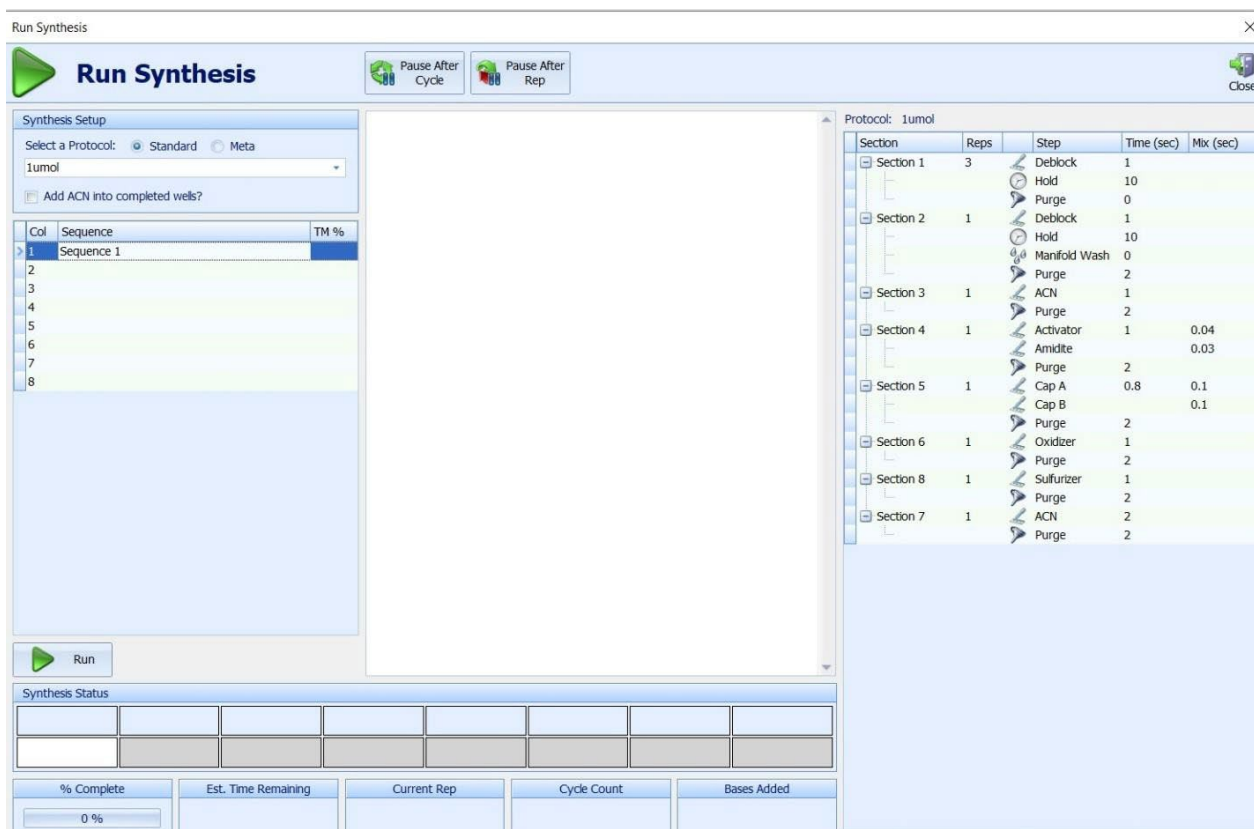 Run Synthesis
Run Synthesis
Pause After
Cycle
Pause After
Rep
Close
Synthesis Setup
Select a Protocol: Standard Meta
1umol
Add ACN into completed wells?
Col Sequence TM %
1 Sequence 1
2
3
4
5
6
7
8
Run
Synthesis Status
% Complete Est. Time Remaining Current Rep Cycle Count Bases Added
0 %
Protocol: 1umol
Section Reps Step Time (sec) Mix (sec)
Section 1 3 Deblock 1
Hold 10
Purge 0
Section 2 1 Deblock 1
Hold 10
Manifold Wash 0
Purge 2
Section 3 1 ACN 1
Purge 2
Section 4 1 Activator 1 0.04
Amidite 0.03
Purge 2
Section 5 1 Cap A 0.8 0.1
Cap B 0.1
Purge 2
Section 6 1 Oxidizer 1
Purge 2
Section 8 1 Sulfurizer 1
Purge 2
Section 7 1 ACN 2
Purge 2